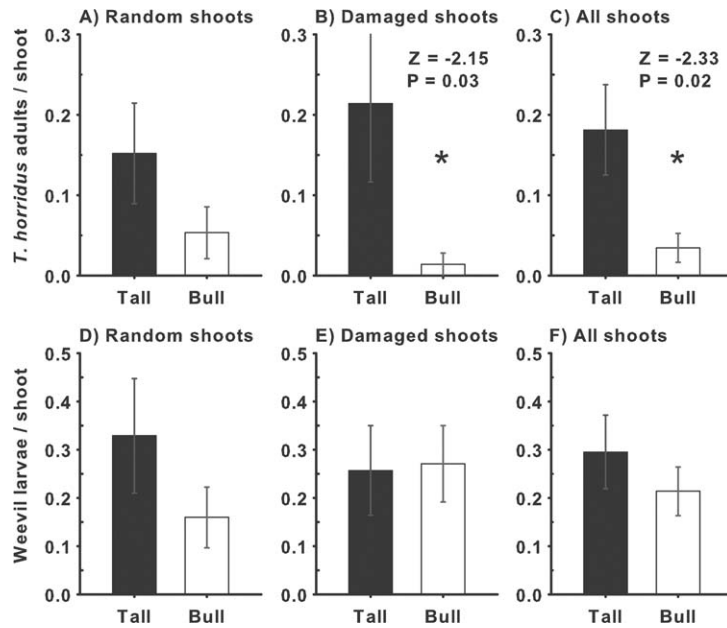 A) Random shoots
B) Damaged shoots
C) All shoots
T. horridus adults / shoot
0.3
0.2
0.1
0.0
Tall Bull
0.3
0.2
0.1
0.0
Z = -2.15
P = 0.03
*
Tall Bull
0.3
0.2
0.1
0.0
Z = -2.33
P = 0.02
*
Tall Bull
D) Random shoots
E) Damaged shoots
F) All shoots
Weevil larvae / shoot
0.5
0.4
0.3
0.2
0.1
0.0
Tall Bull
0.5
0.4
0.3
0.2
0.1
0.0
Tall Bull
0.5
0.4
0.3
0.2
0.1
0.0
Tall Bull